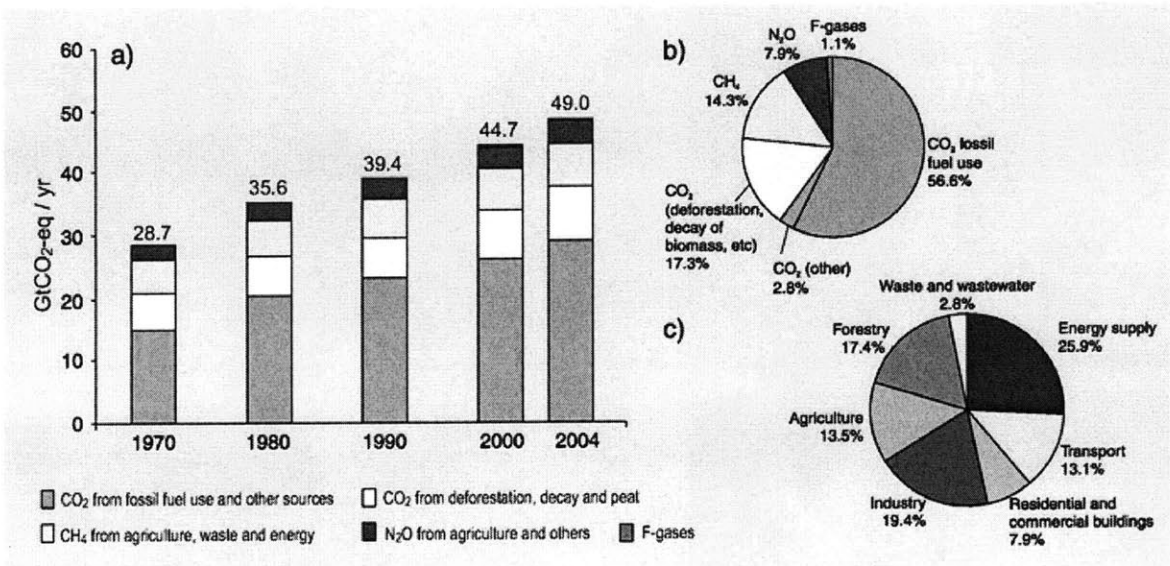 a)
GtCO₂-eq / yr
60
50
40
30
20
10
0
28.7
35.6
39.4
44.7
49.0
1970
1980
1990
2000
2004
CO₂ from fossil fuel use and other sources
CO₂ from deforestation, decay and peat
CH₄ from agriculture, waste and energy
N₂O from agriculture and others
F-gases
b)
F-gases
1.1%
N₂O
7.9%
CH₄
14.3%
CO₂ fossil
fuel use
56.6%
CO₂
(deforestation,
decay of
biomass, etc)
17.3%
CO₂ (other)
2.8%
c)
Waste and wastewater
2.8%
Forestry
17.4%
Energy supply
25.9%
Agriculture
13.5%
Transport
13.1%
Industry
19.4%
Residential and
commercial buildings
7.9%